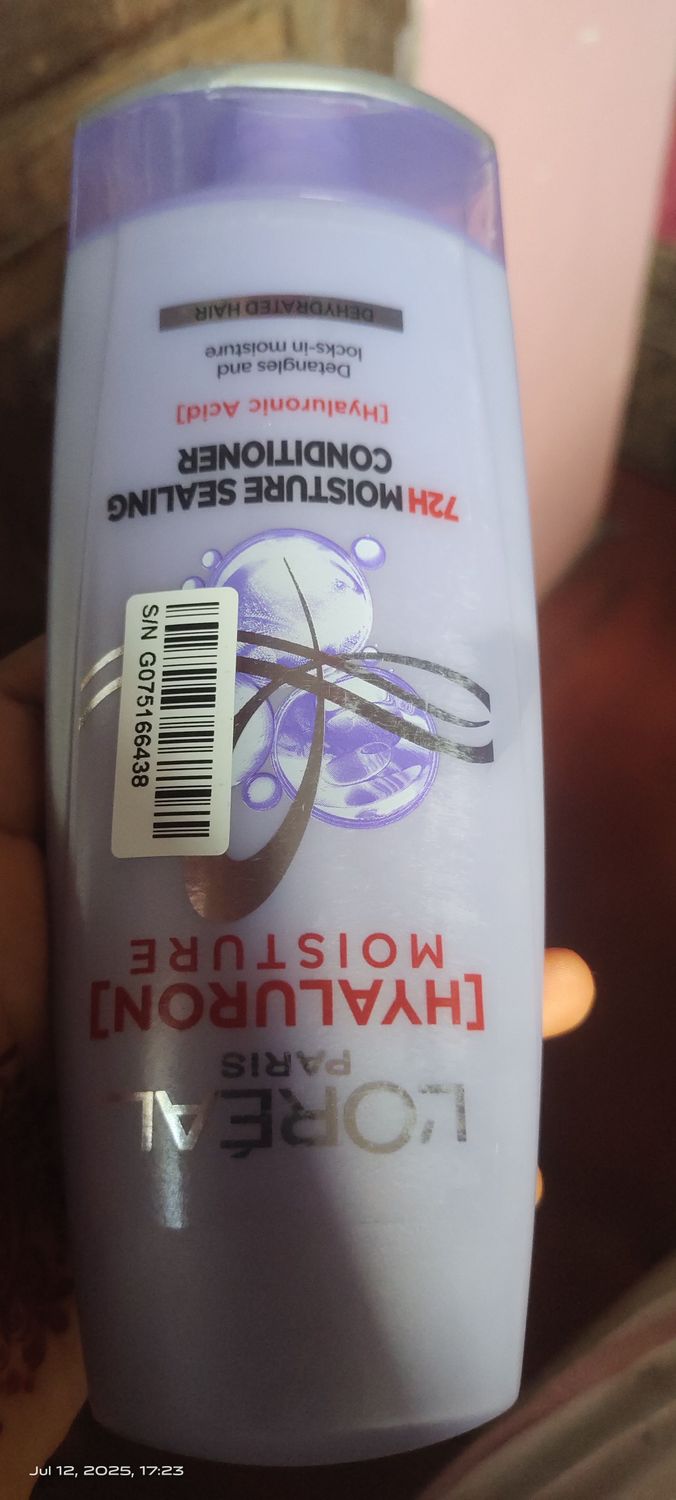 L'ORÉAL
PARIS
[HYALURON]
MOISTURE
S/N G075166438
72H MOISTURE SEALING
CONDITIONER
[Hyaluronic Acid]
Detangles and
locks-in moisture
DEHYDRATED HAIR
Jul 12, 2025, 17:23